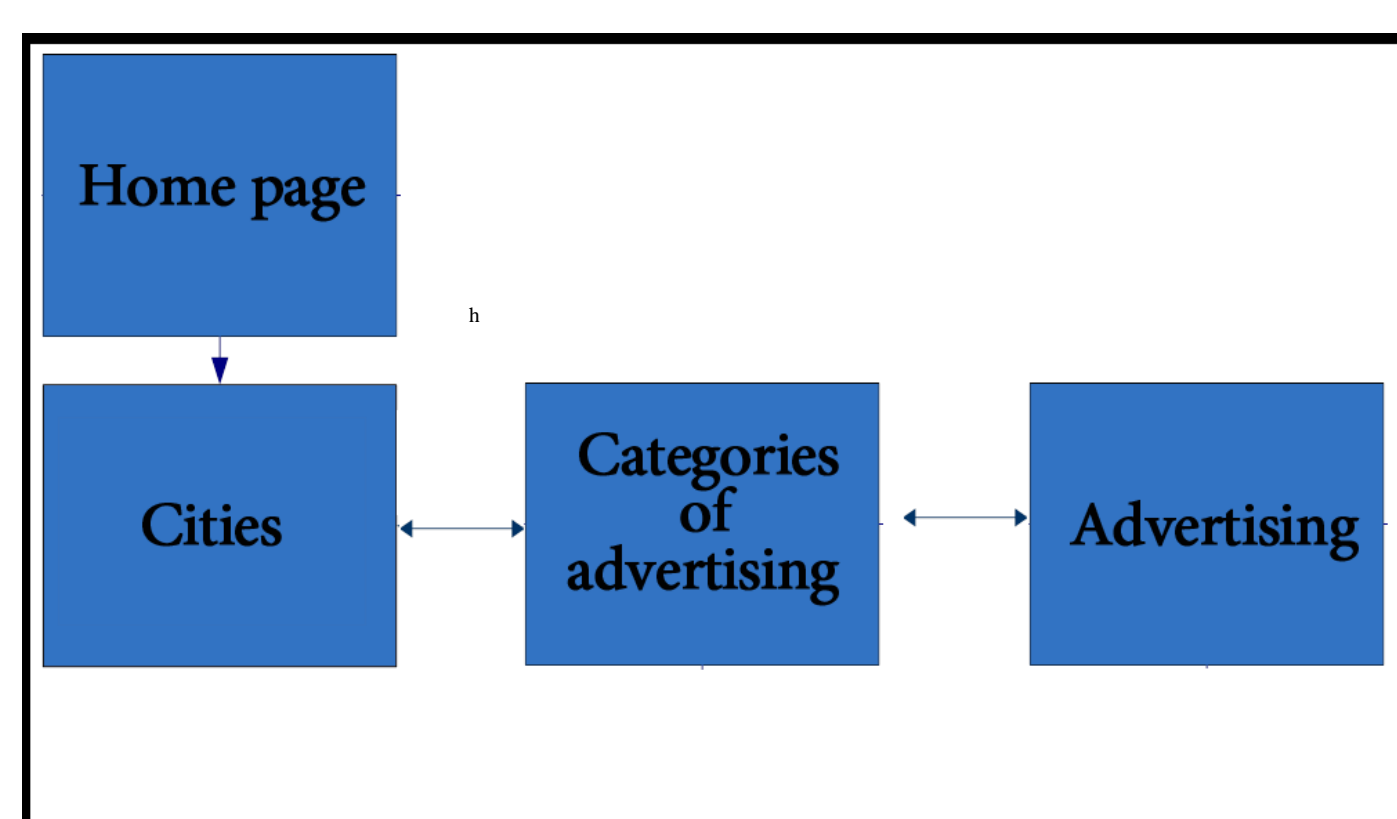 Home page
h
Cities
Categories
of
advertising
Advertising